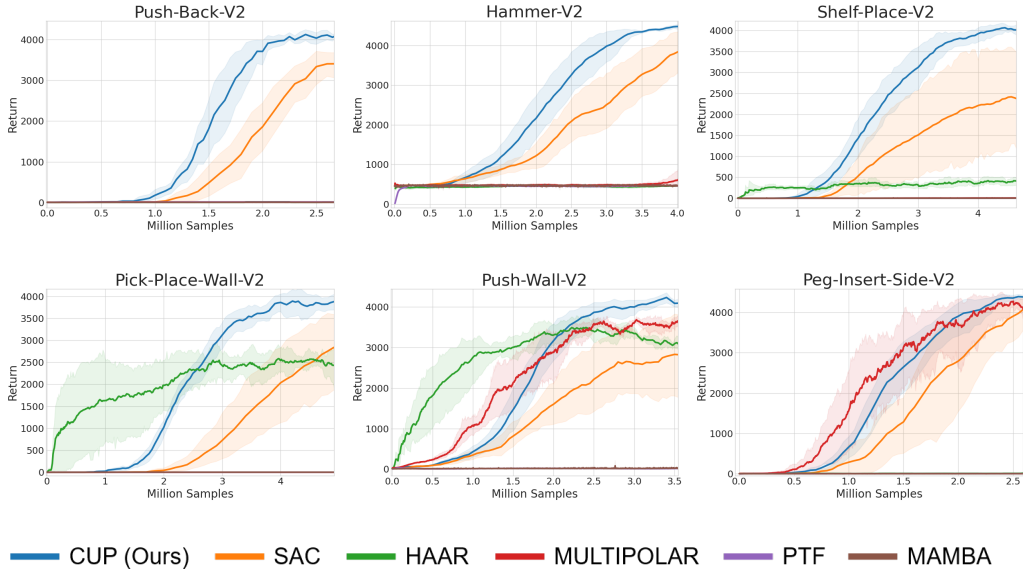 Push-Back-V2
Hammer-V2
Shelf-Place-V2
Return
4000
3000
2000
1000
0
0.0 0.5 1.0 1.5 2.0 2.5
Million Samples
Return
4000
3000
2000
1000
0
0.0 0.5 1.0 1.5 2.0 2.5 3.0 3.5 4.0
Million Samples
Return
4000
3000
2000
1000
500
0
0 1 2 3 4
Million Samples
Pick-Place-Wall-V2
Push-Wall-V2
Peg-Insert-Side-V2
Return
4000
3500
3000
2500
2000
1500
1000
500
0
0 1 2 3 4
Million Samples
Return
4000
3000
2000
1000
0
0.0 0.5 1.0 1.5 2.0 2.5 3.0 3.5
Million Samples
Return
4000
3000
2000
1000
0
0.0 0.5 1.0 1.5 2.0 2.5
Million Samples
CUP (Ours) SAC HAAR MULTIPOLAR PTF MAMBA